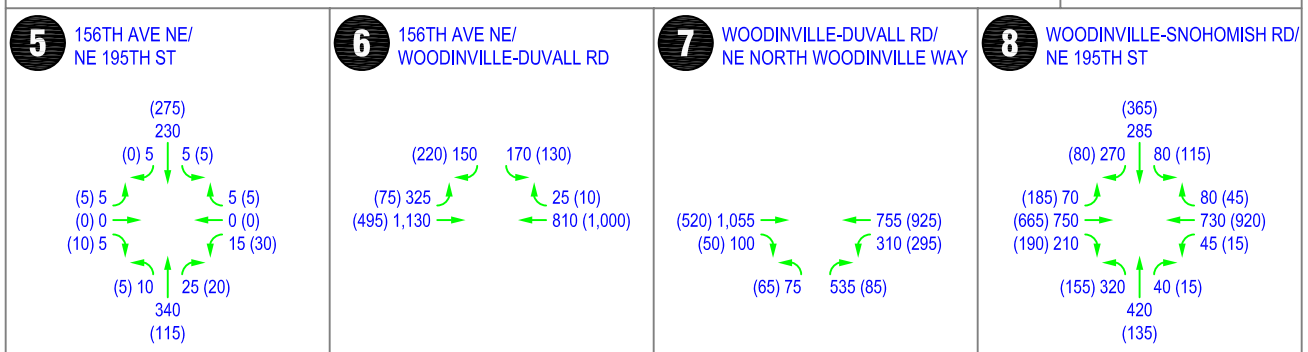 5
156TH AVE NE/
NE 195TH ST
(275)
230
(0) 5 5 (5)
(5) 5 5 (5)
(0) 0 0 (0)
(10) 5 15 (30)
(5) 10 25 (20)
340
(115)
6
156TH AVE NE/
WOODINVILLE-DUVALL RD
(220) 150 170 (130)
(75) 325 25 (10)
(495) 1,130 810 (1,000)
7
WOODINVILLE-DUVALL RD/
NE NORTH WOODINVILLE WAY
(520) 1,055 755 (925)
(50) 100 310 (295)
(65) 75 535 (85)
8
WOODINVILLE-SNOHOMISH RD/
NE 195TH ST
(365)
285
(80) 270 80 (115)
(185) 70 80 (45)
(665) 750 730 (920)
(190) 210 45 (15)
(155) 320 40 (15)
420
(135)